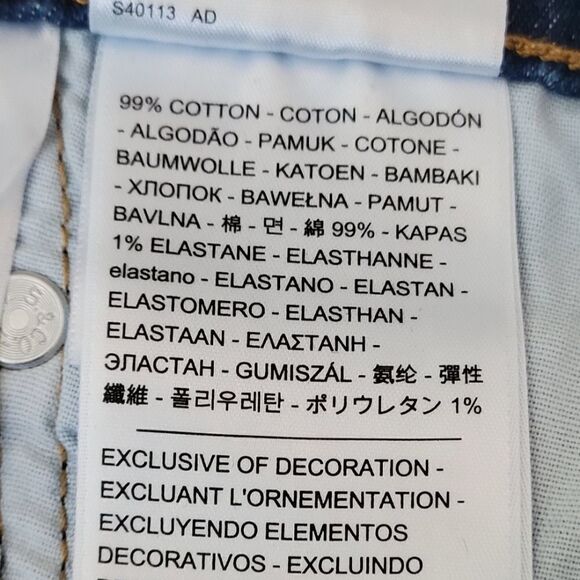 S40113 AD
99% COTTON - COTON - ALGODÓN
- ALGODÃO - PAMUK - COTONE -
BAUMWOLLE - KATOEN - BAMBAKI
- ХЛОПОК - BAWEŁNA - PAMUT -
BAVLNA - 棉 - 면 - 綿 99% - KAPAS
1% ELASTANE - ELASTHANNE -
elastano - ELASTANO - ELASTAN -
ELASTOMERO - ELASTHAN -
ELASTAAN - ΕΛΑΣΤΑΝΗ -
ЭЛАСТАН - GUMISZÁL - 氨纶 - 彈性
纖維 - 폴리우레탄 - ポリウレタン 1%
EXCLUSIVE OF DECORATION -
EXCLUANT L'ORNEMENTATION -
EXCLUYENDO ELEMENTOS
DECORATIVOS - EXCLUINDO